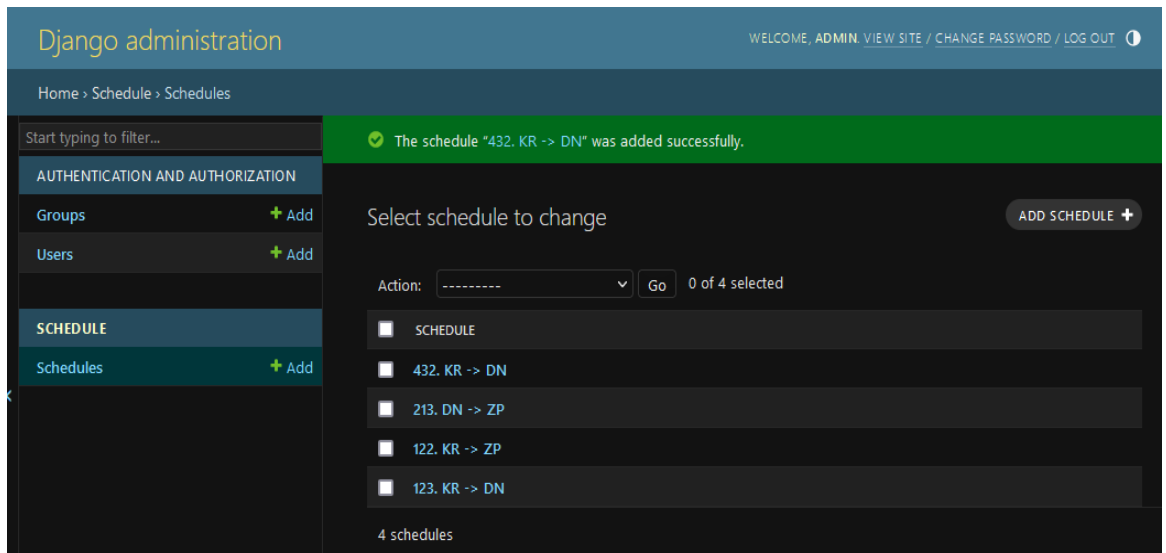 Django administration
WELCOME, ADMIN. VIEW SITE / CHANGE PASSWORD / LOG OUT
Home › Schedule › Schedules
Start typing to filter...
AUTHENTICATION AND AUTHORIZATION
Groups + Add
Users + Add
SCHEDULE
Schedules + Add
The schedule “432. KR -> DN” was added successfully.
Select schedule to change
ADD SCHEDULE +
Action: --------- Go 0 of 4 selected
SCHEDULE
432. KR -> DN
213. DN -> ZP
122. KR -> ZP
123. KR -> DN
4 schedules